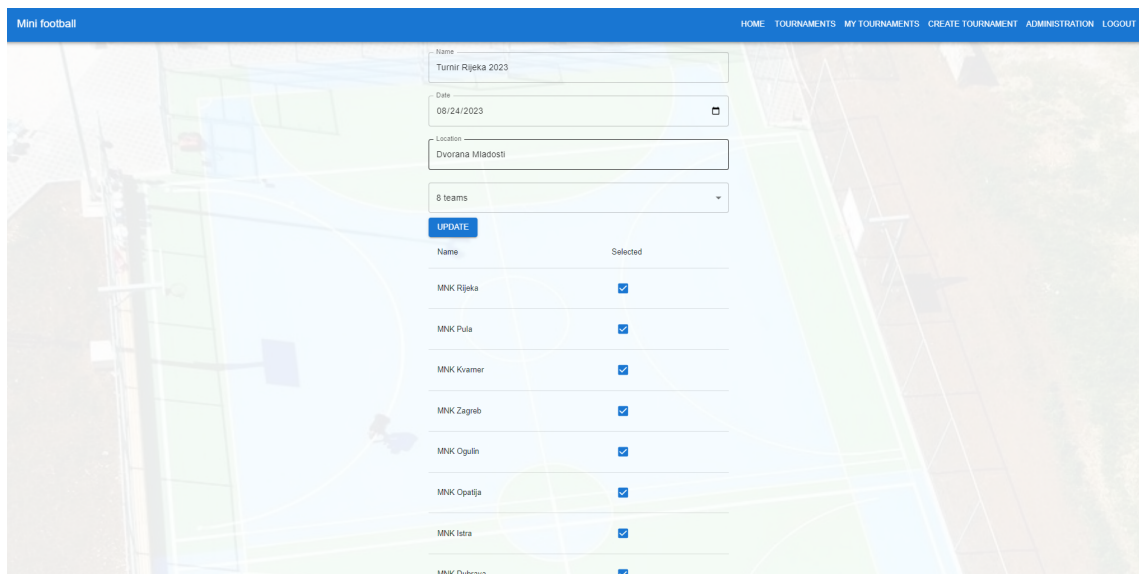 Mini football
HOME TOURNAMENTS MY TOURNAMENTS CREATE TOURNAMENT ADMINISTRATION LOGOUT
Name
Turnir Rijeka 2023
Date
08/24/2023
Location
Dvorana Mladosti
8 teams
UPDATE
Name Selected
MNK Rijeka
MNK Pula
MNK Kvarner
MNK Zagreb
MNK Ogulin
MNK Opatija
MNK Istra
MNK Dubrava